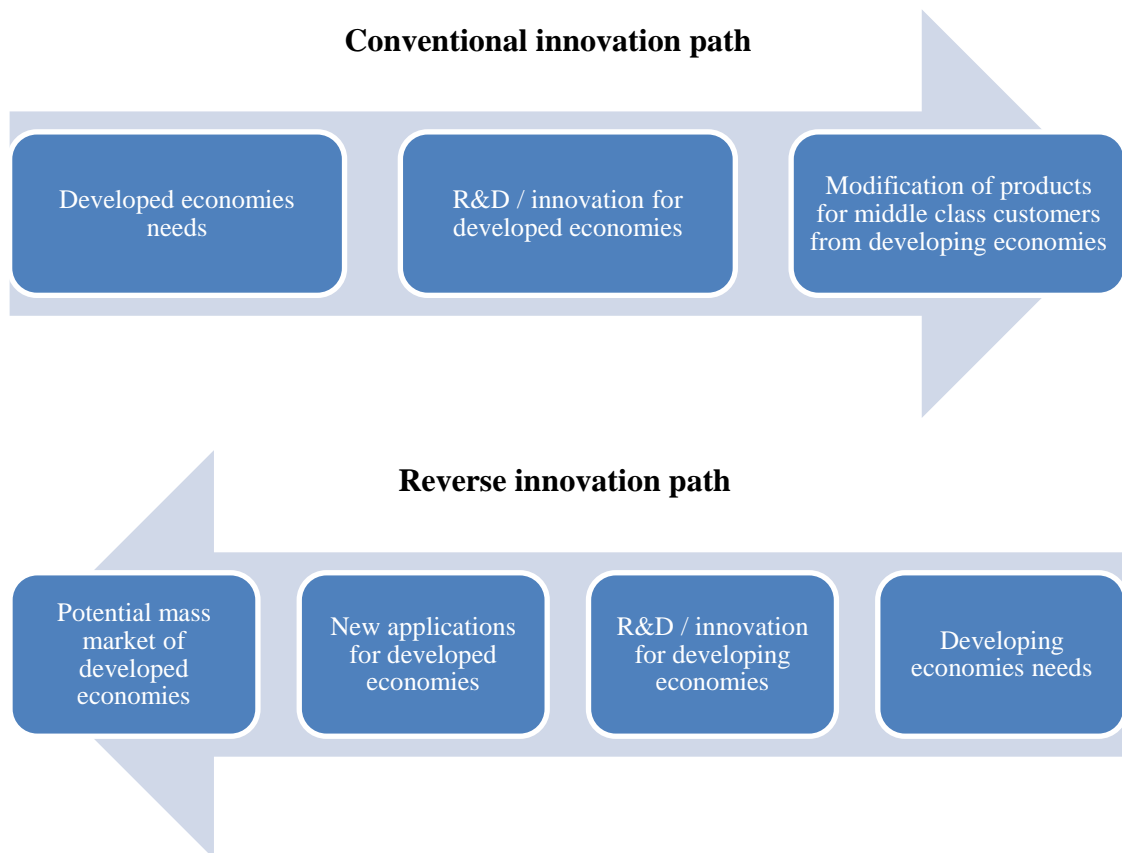 Conventional innovation path
Developed economies
needs
R&D / innovation for
developed economies
Modification of products
for middle class customers
from developing economies
Reverse innovation path
Potential mass
market of
developed
economies
New applications
for developed
economies
R&D / innovation
for developing
economies
Developing
economies needs